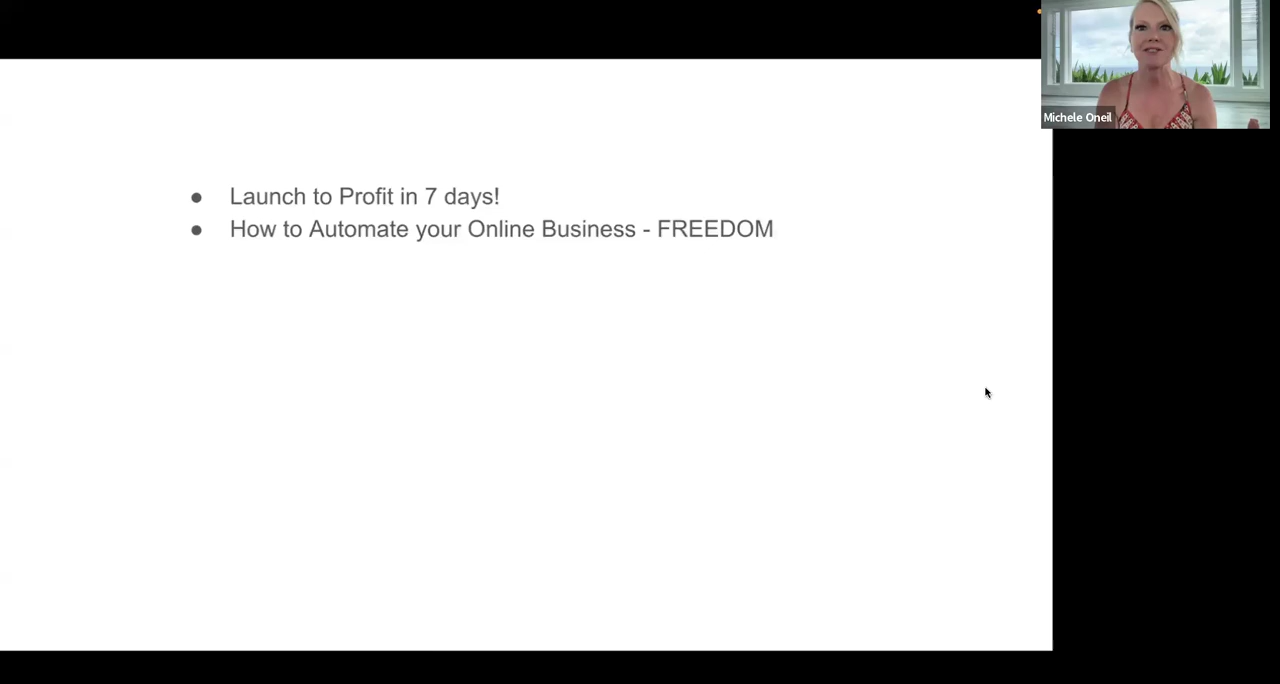 Michele Oneil
● Launch to Profit in 7 days!
● How to Automate your Online Business - FREEDOM